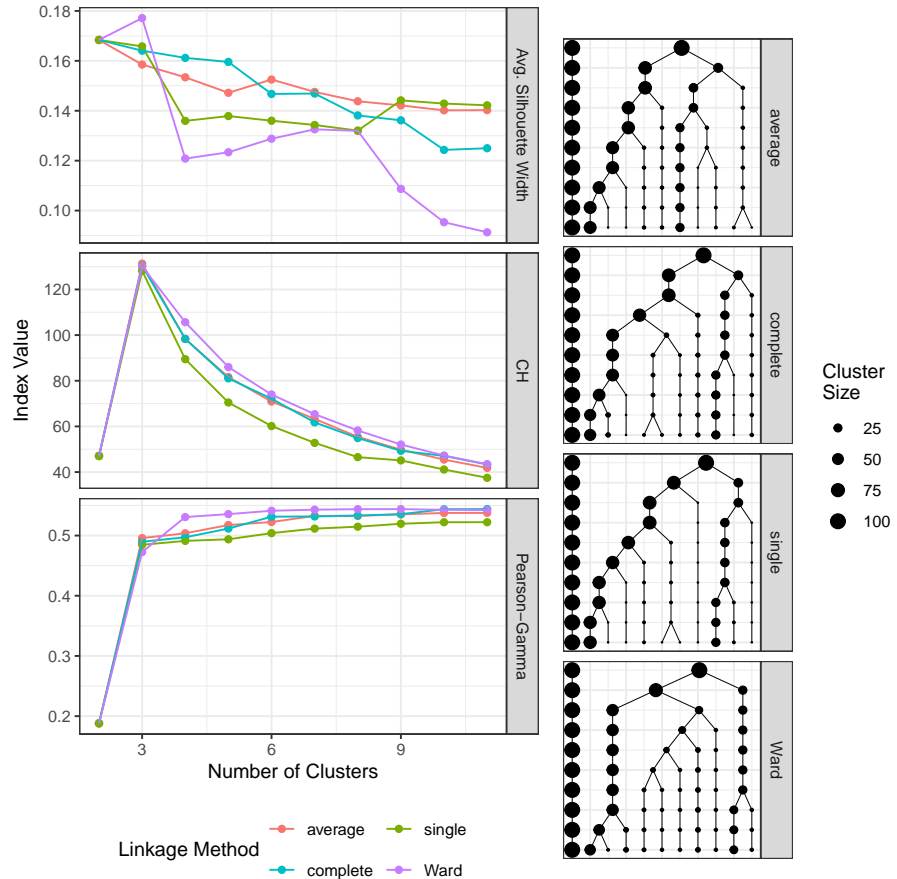 0.18
0.16
0.14
0.12
0.10
Avg. Silhouette Width
120
100
80
60
40
CH
0.5
0.4
0.3
0.2
Pearson−Gamma
Index Value
3
6
9
Number of Clusters
Linkage Method
average
single
complete
Ward
average
complete
single
Ward
Cluster
Size
25
50
75
100